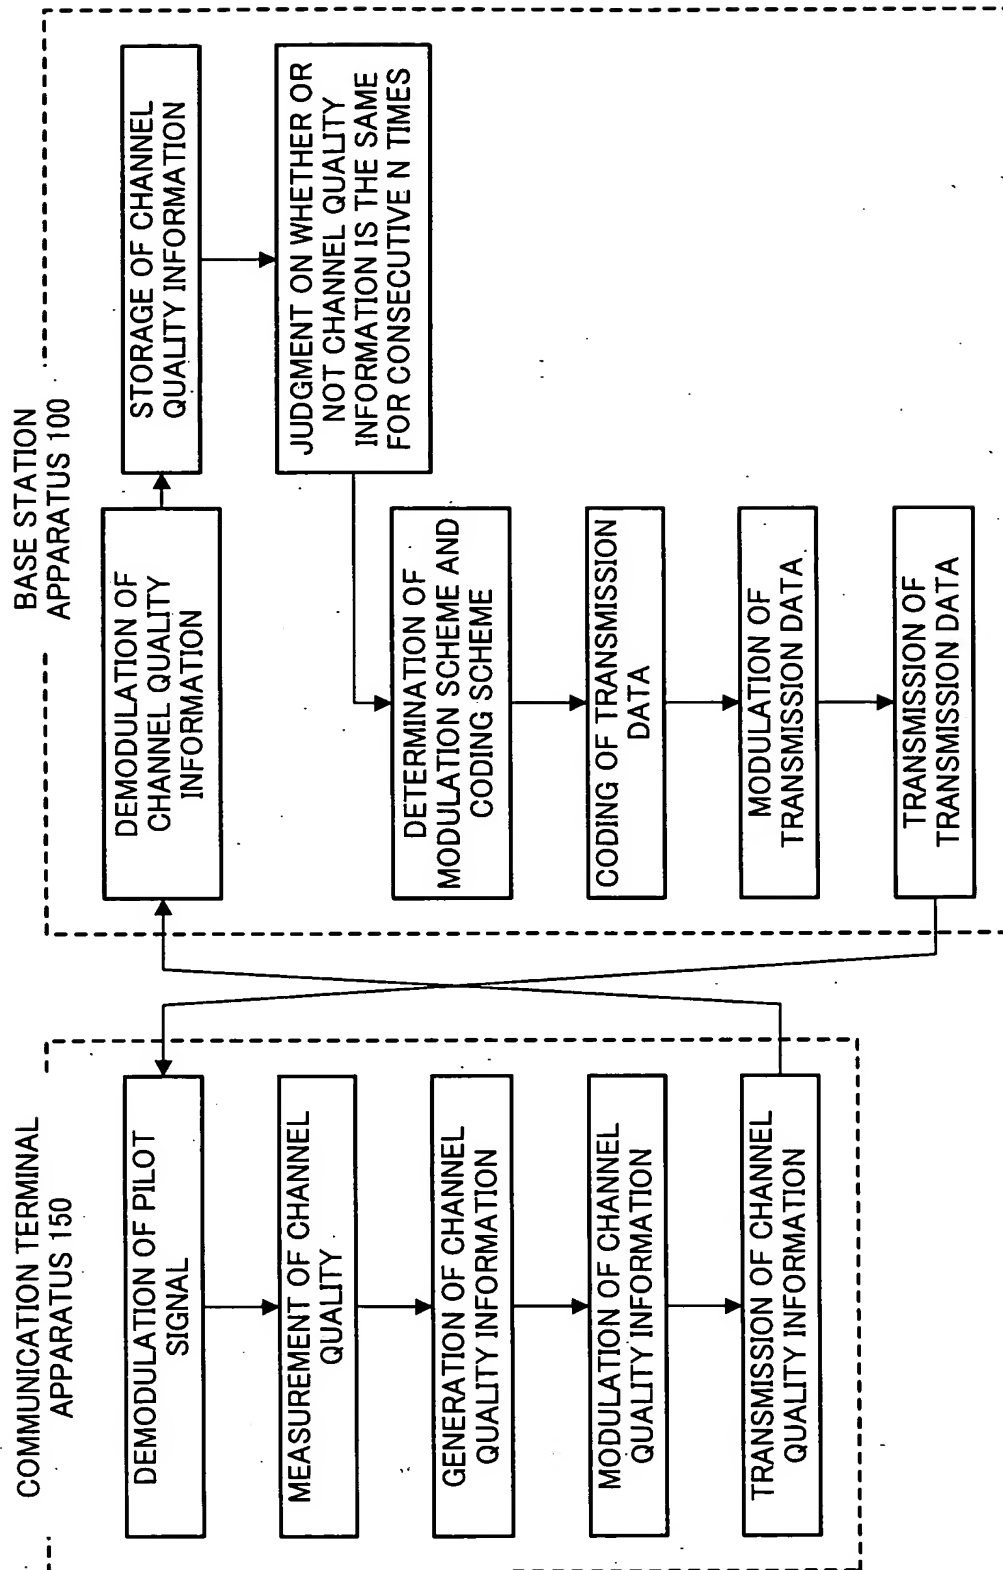 COMMUNICATION TERMINAL
APPARATUS 150
DEMODULATION OF PILOT
SIGNAL
MEASUREMENT OF CHANNEL
QUALITY
GENERATION OF CHANNEL
QUALITY INFORMATION
MODULATION OF CHANNEL
QUALITY INFORMATION
TRANSMISSION OF CHANNEL
QUALITY INFORMATION
BASE STATION
APPARATUS 100
DEMODULATION OF
CHANNEL QUALITY
INFORMATION
STORAGE OF CHANNEL
QUALITY INFORMATION
JUDGMENT ON WHETHER OR
NOT CHANNEL QUALITY
INFORMATION IS THE SAME
FOR CONSECUTIVE N TIMES
DETERMINATION OF
MODULATION SCHEME AND
CODING SCHEME
CODING OF TRANSMISSION
DATA
MODULATION OF
TRANSMISSION DATA
TRANSMISSION OF
TRANSMISSION DATA